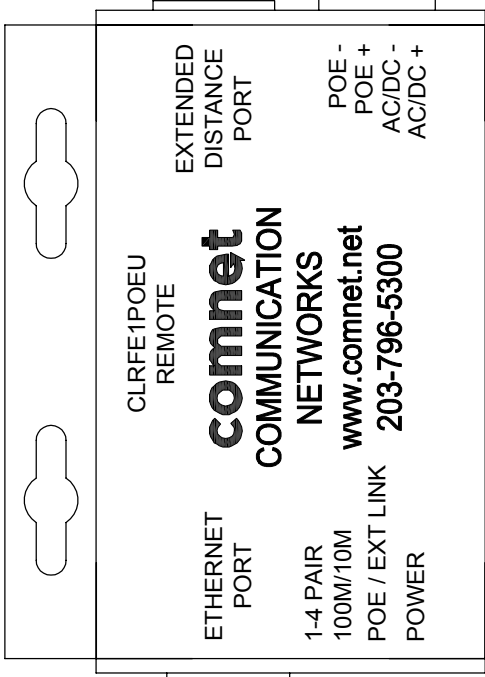 CLRFE1POEU
REMOTE
ETHERNET
PORT
comnet
COMMUNICATION
NETWORKS
www.comnet.net
203-796-5300
EXTENDED
DISTANCE
PORT
1-4 PAIR
100M/10M
POE / EXT LINK
POWER
POE -
POE +
AC/DC -
AC/DC +